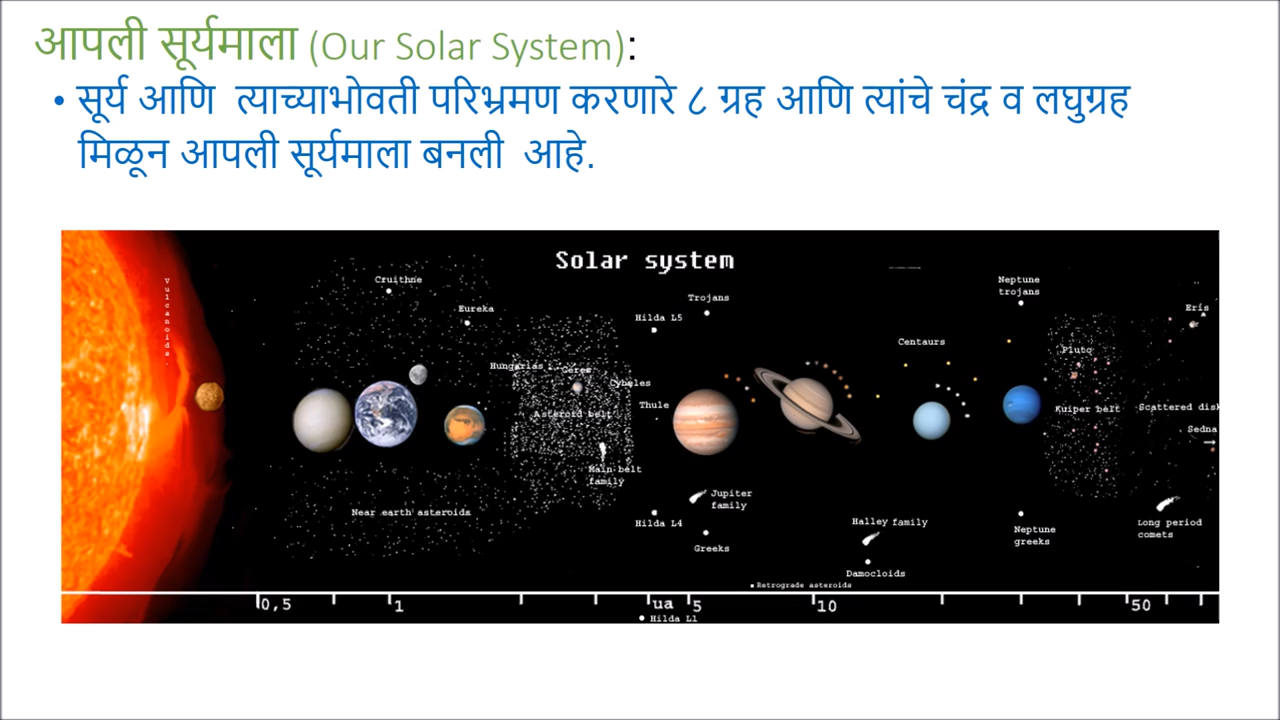 आपली सूर्यमाला (Our Solar System):
• सूर्य आणि त्याच्याभोवती परिभ्रमण करणारे ८ ग्रह आणि त्यांचे चंद्र व लघुग्रह
मिळून आपली सूर्यमाला बनली आहे.
Solar system
Vulcanoids.
Cruithne
Eureka
Hungarias
Ceres
Cybeles
Asteroid belt
Thule
Main belt
family
Near earth asteroids
Hilda L5
Trojans
Jupiter
family
Hilda L4
Greeks
Centaurs
Halley family
Damocloids
Retrograde asteroids
Neptune
trojans
Neptune
greeks
Pluto
Kuiper belt
Eris
Scattered disk
Sedna
Long period
comets
0,5
1
ua
5
10
50
Hilda L1